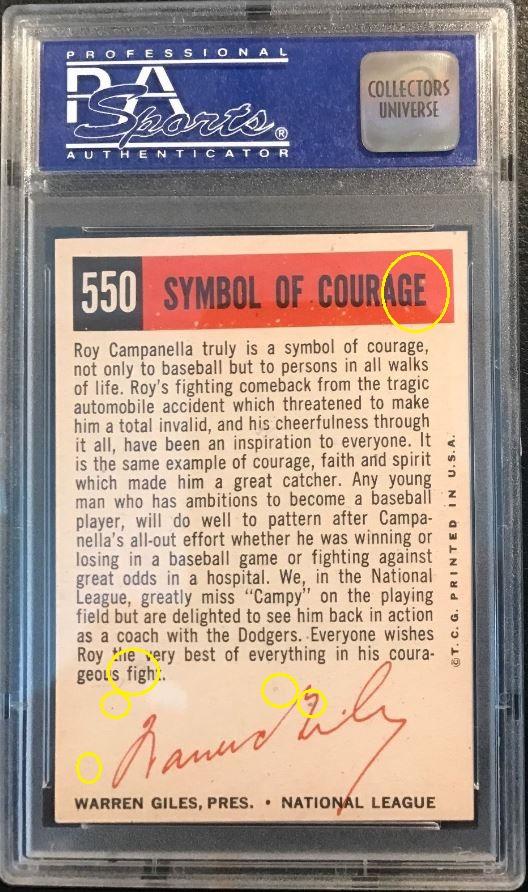 PROFESSIONAL
PSA
Sports®
AUTHENTICATOR
COLLECTORS
UNIVERSE
550 SYMBOL OF COURAGE
Roy Campanella truly is a symbol of courage,
not only to baseball but to persons in all walks
of life. Roy's fighting comeback from the tragic
automobile accident which threatened to make
him a total invalid, and his cheerfulness through
it all, have been an inspiration to everyone. It
is the same example of courage, faith and spirit
which made him a great catcher. Any young
man who has ambitions to become a baseball
player, will do well to pattern after Campa-
nella's all-out effort whether he was winning or
losing in a baseball game or fighting against
great odds in a hospital. We, in the National
League, greatly miss "Campy" on the playing
field but are delighted to see him back in action
as a coach with the Dodgers. Everyone wishes
Roy the very best of everything in his coura-
geous fight.
Warren Giles
WARREN GILES, PRES. • NATIONAL LEAGUE
©T.C.G. PRINTED IN U.S.A.